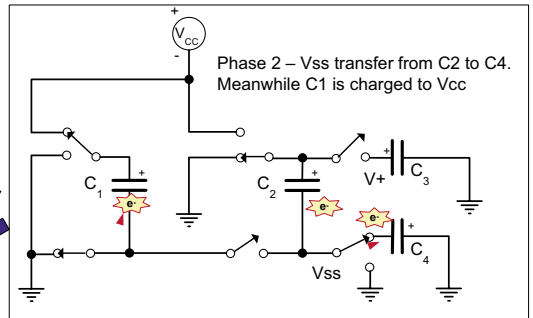 +
VCC
-
Phase 2 – Vss transfer from C2 to C4.
Meanwhile C1 is charged to Vcc
+
C1
e-
+
C2
e-
V+
+
C3
e-
+
C4
Vss